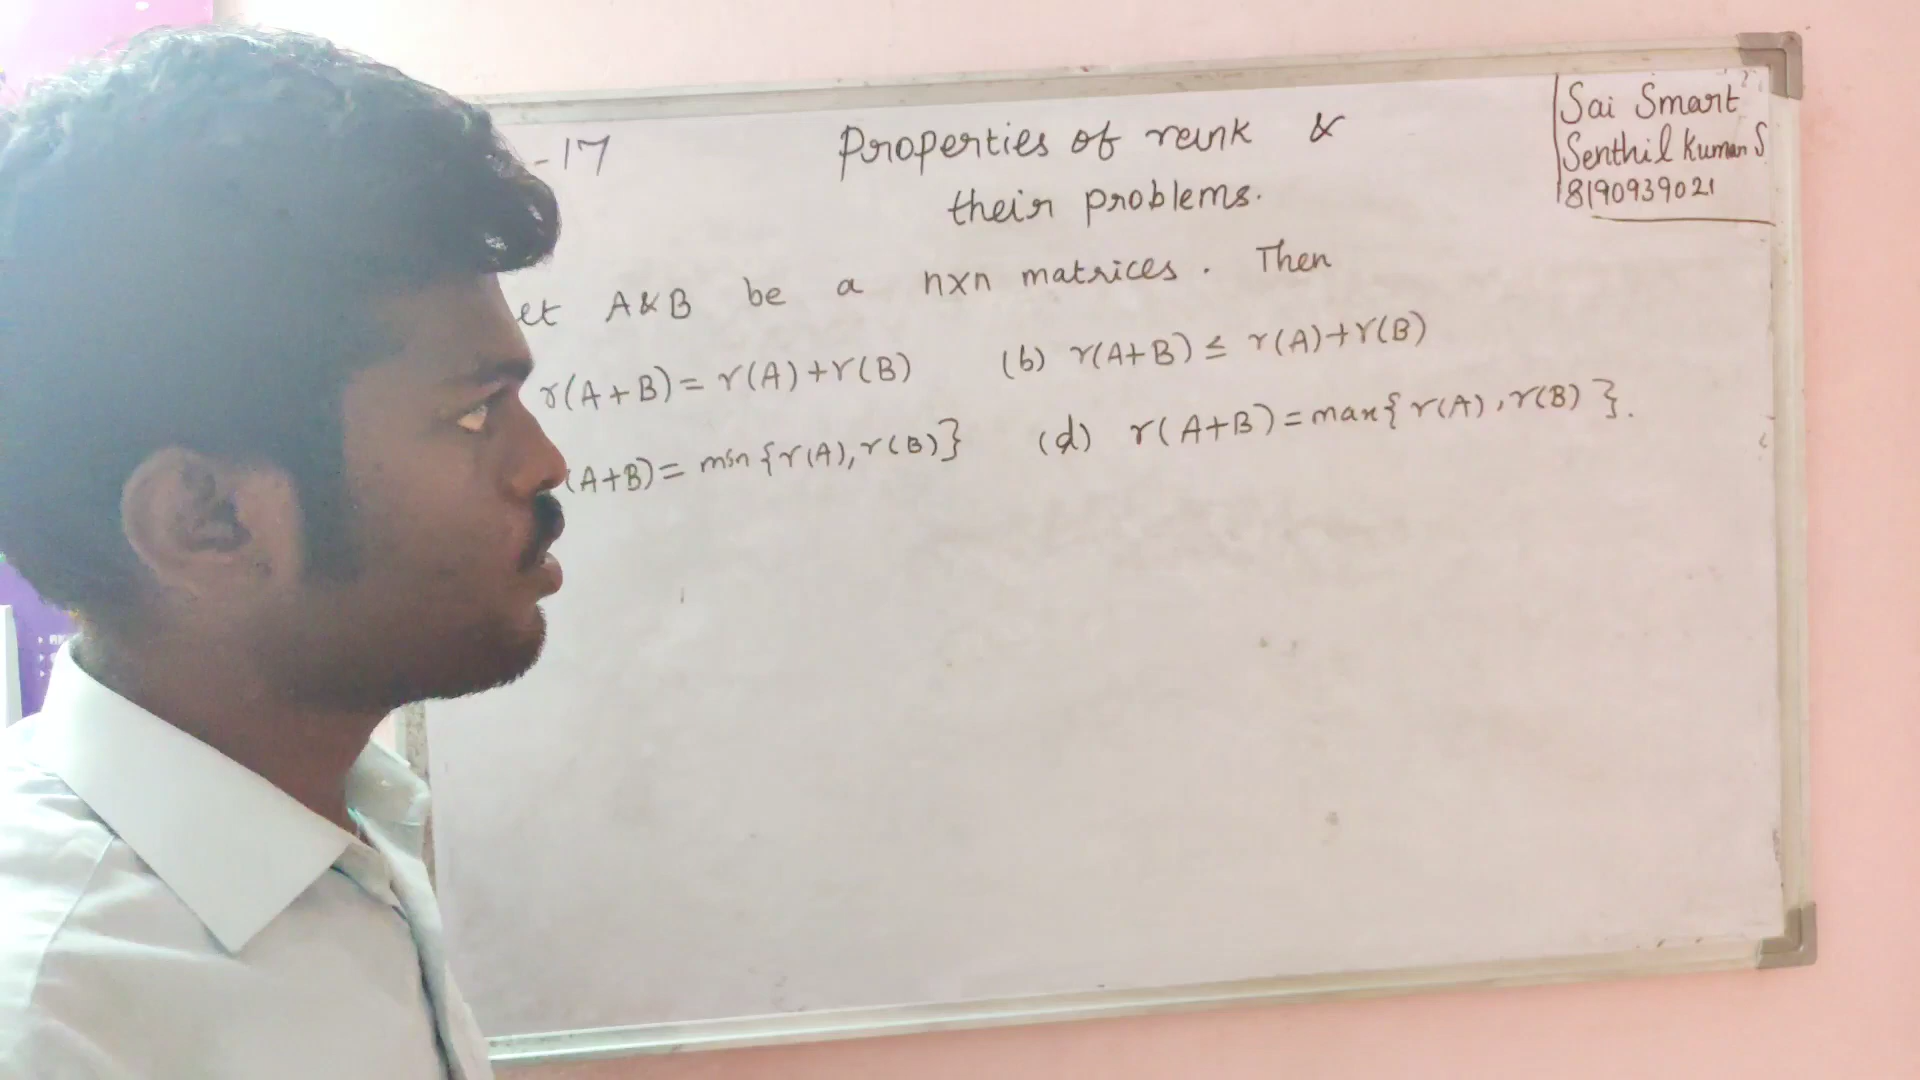 -17
Properties of rank &
their problems.
Sai Smart
Senthil Kumar S
8190939021
et A&B be a nxn matrices. Then
r(A+B)= r(A)+r(B) (b) r(A+B) ≤ r(A)+r(B)
(A+B)= min{r(A), r(B)} (d) r(A+B)=max{r(A), r(B)}.